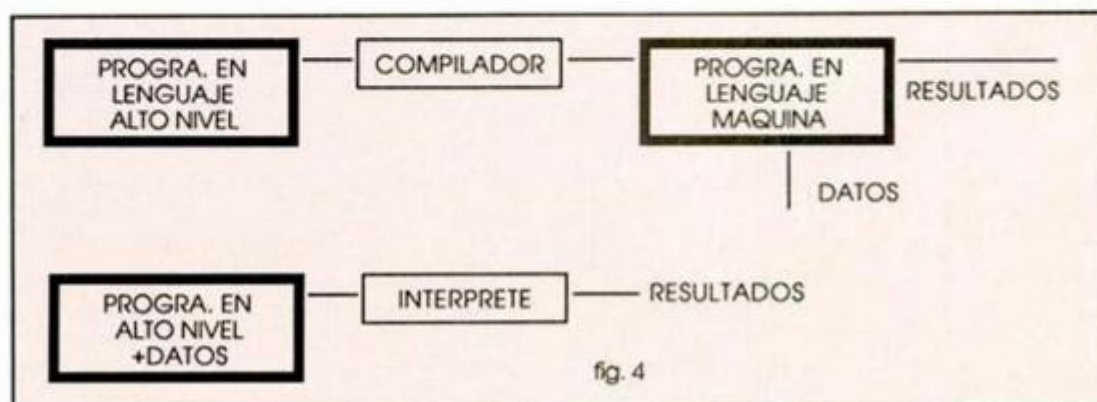 PROGRA. EN
LENGUAJE
ALTO NIVEL
COMPILADOR
PROGRA. EN
LENGUAJE
MAQUINA
RESULTADOS
DATOS
PROGRA. EN
ALTO NIVEL
+DATOS
INTERPRETE
RESULTADOS
fig. 4